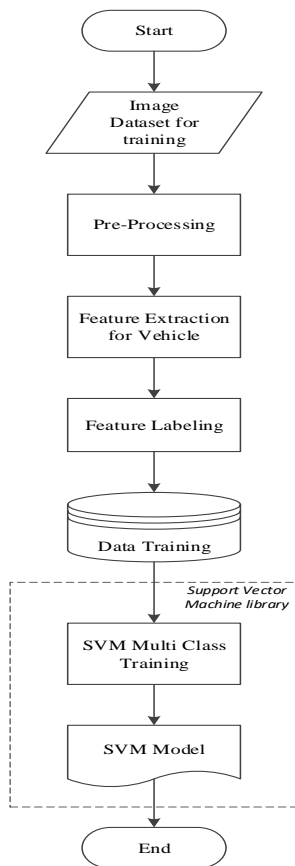 Start
Image
Dataset for
training
Pre-Processing
Feature Extraction
for Vehicle
Feature Labeling
Data Training
Support Vector
Machine library
SVM Multi Class
Training
SVM Model
End